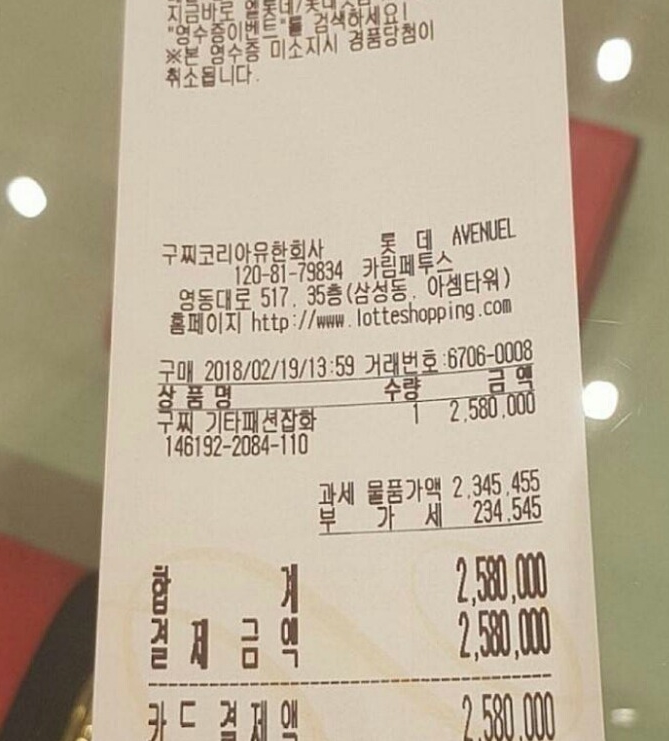 지금바로 엘롯데/롯데
"영수증이벤트"를 검색하세요!
※본 영수증 미소지시 경품당첨이
취소됩니다.
구찌코리아유한회사 롯 데 AVENUEL
120-81-79834 카림페투스
영동대로 517, 35층(삼성동, 아셈타워)
홈페이지 http://www.lotteshopping.com
구매 2018/02/19/13:59 거래번호:6706-0008
상 품 명 수량 금 액
구찌 기타패션잡화 1 2,580,000
146192-2084-110
과세 물품가액 2,345,455
부 가 세 234,545
합 계 2,580,000
결 제 금 액 2,580,000
카 드 결 제 액 2,580,000